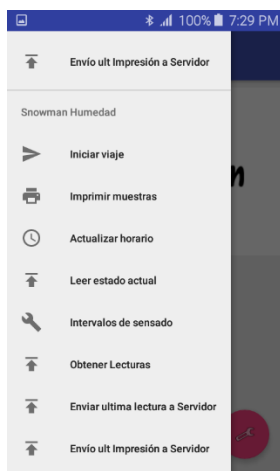 100% 7:29 PM
Envío ult Impresión a Servidor
Snowman Humedad
Iniciar viaje
n
Imprimir muestras
Actualizar horario
Leer estado actual
Intervalos de sensado
Obtener Lecturas
Enviar ultima lectura a Servidor
Envío ult Impresión a Servidor